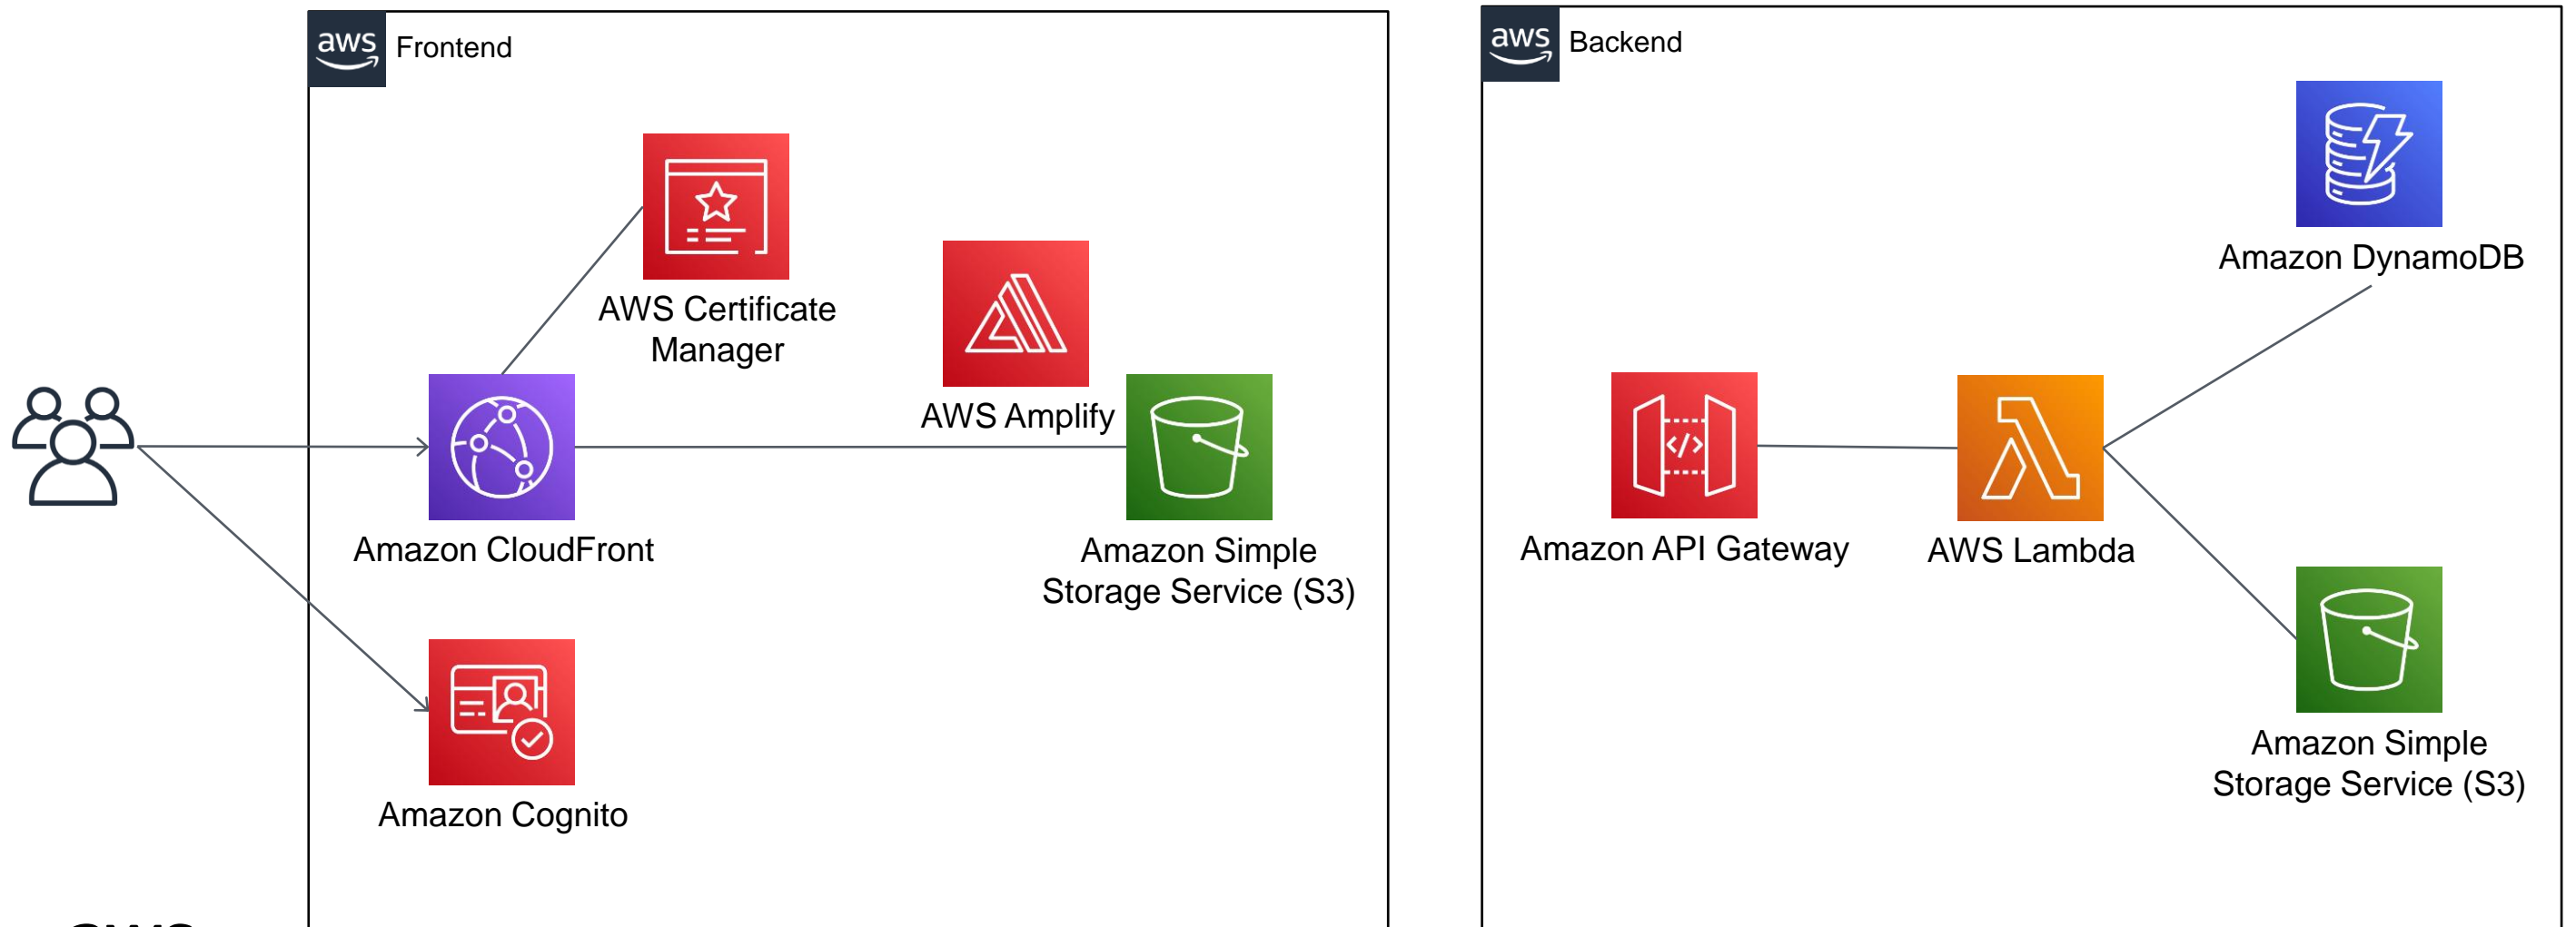 aws
Frontend
AWS Certificate
Manager
AWS Amplify
Amazon CloudFront
Amazon Simple
Storage Service (S3)
Amazon Cognito
aws
Backend
Amazon DynamoDB
</>
Amazon API Gateway
AWS Lambda
Amazon Simple
Storage Service (S3)
aws